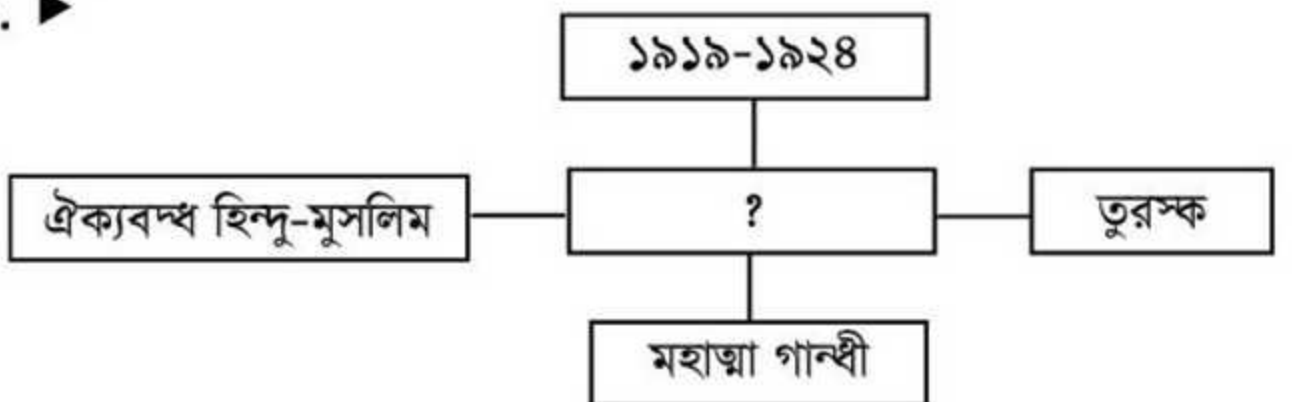 . ►
১৯১৯-১৯২৪
ঐক্যবদ্ধ হিন্দু-মুসলিম
?
তুরস্ক
মহাত্মা গান্ধী